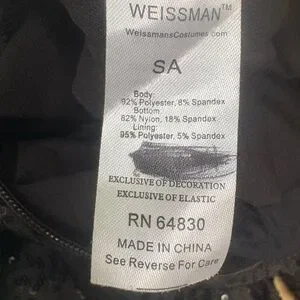 WEISSMAN™
WeissmansCostumes.com
SA
Body:
92% Polyester, 8% Spandex
Bottom:
82% Nylon, 18% Spandex
Lining:
95% Polyester, 5% Spandex
EXCLUSIVE OF DECORATION
EXCLUSIVE OF ELASTIC
RN 64830
MADE IN CHINA
See Reverse For Care